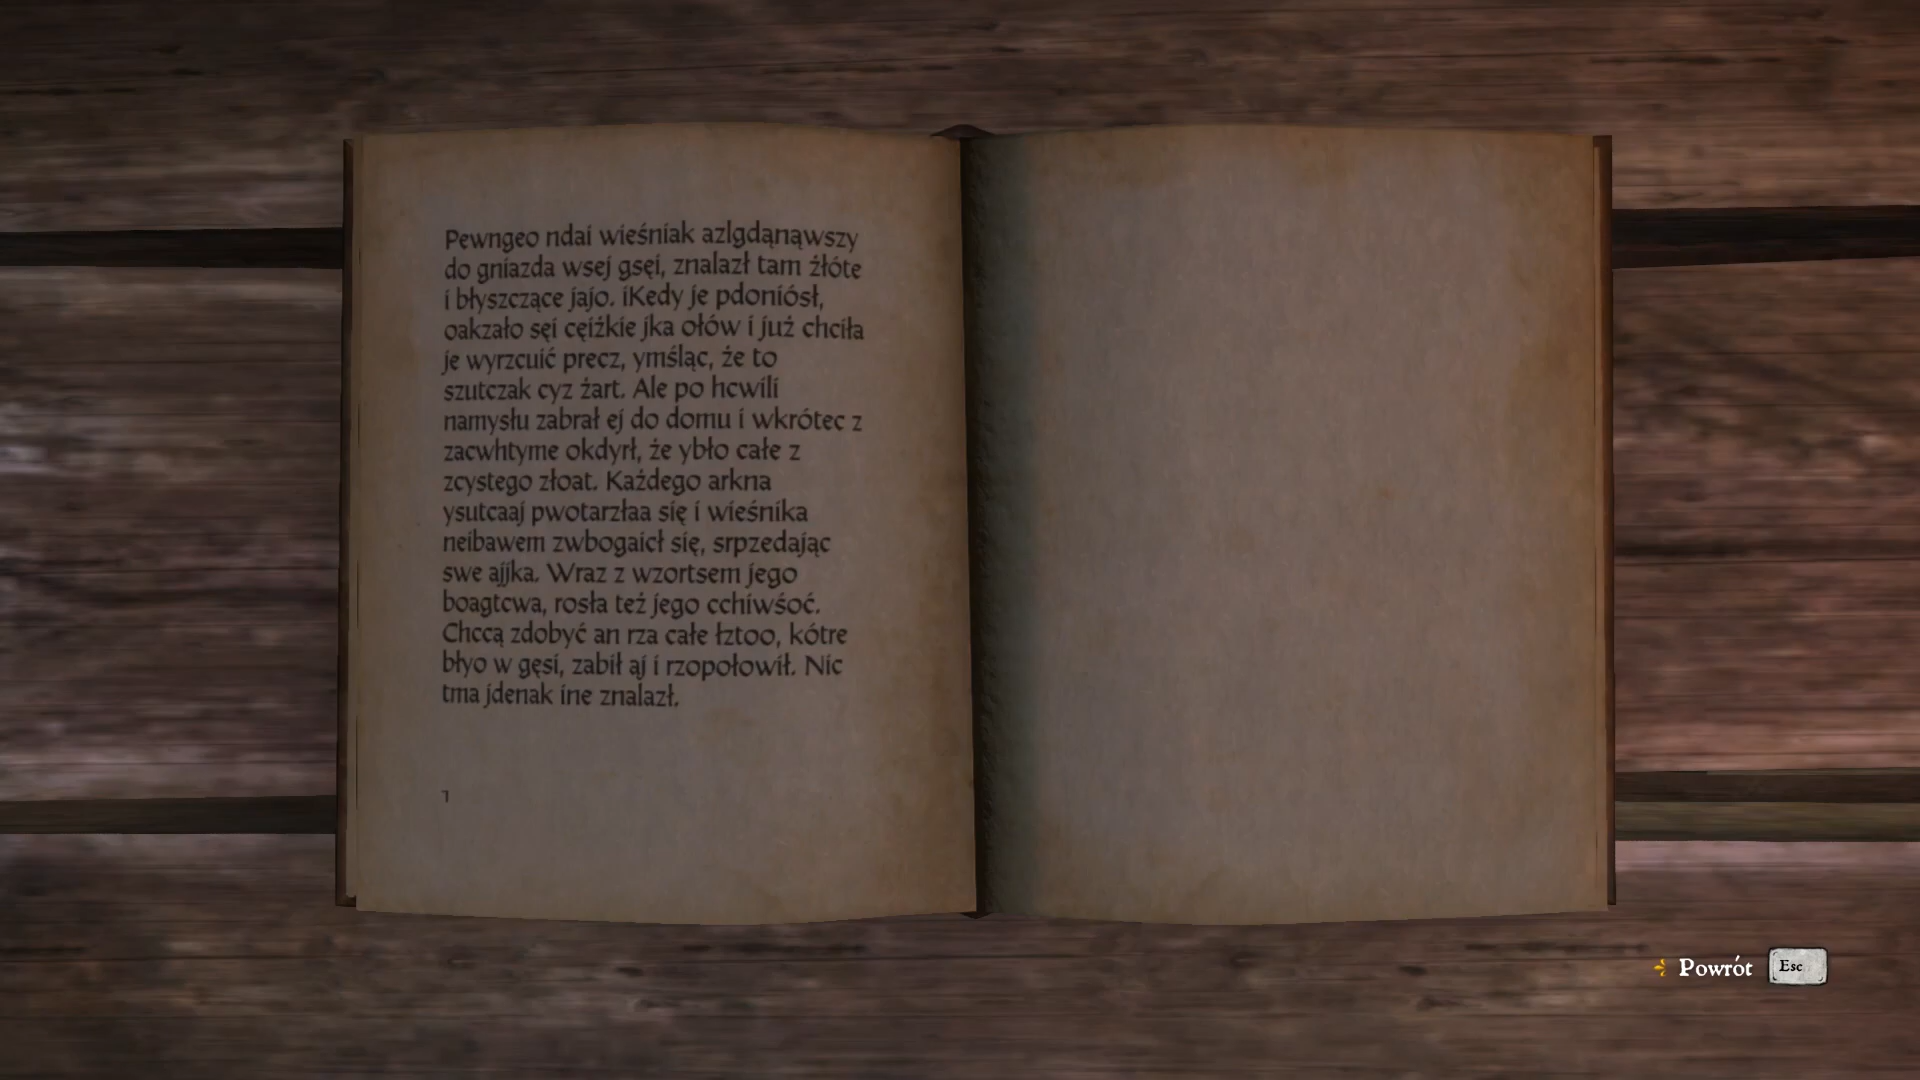 Pewngeo ndai wieśniak azlgdąnąwszy
do gniazda wsej gsęi, znalazł tam źłóte
i błyszczące jajo. iKedy je pdoniósł,
oakzało sęi cęiżkie jka ołów i już chciła
je wyrzcuić precz, ymśląc, że to
szutczak cyz żart. Ale po hcwili
namysłu zabrał ej do domu i wkrótec z
zacwhtyme okdyrł, że ybło całe z
zcystego złoat. Każdego arkna
ysutcaaj pwotarzłaa się i wieśnika
neibawem zwbogaicł się, srpzedając
swe ajjka. Wraz z wzortsem jego
boagtcwa, rosła też jego cchiwśoć.
Chccą zdobyć an rza całe łztoo, kótre
błyo w gęsi, zabił aj i rzopołowił. Nic
tma jdenak ine znalazł.
1
Powrót Esc